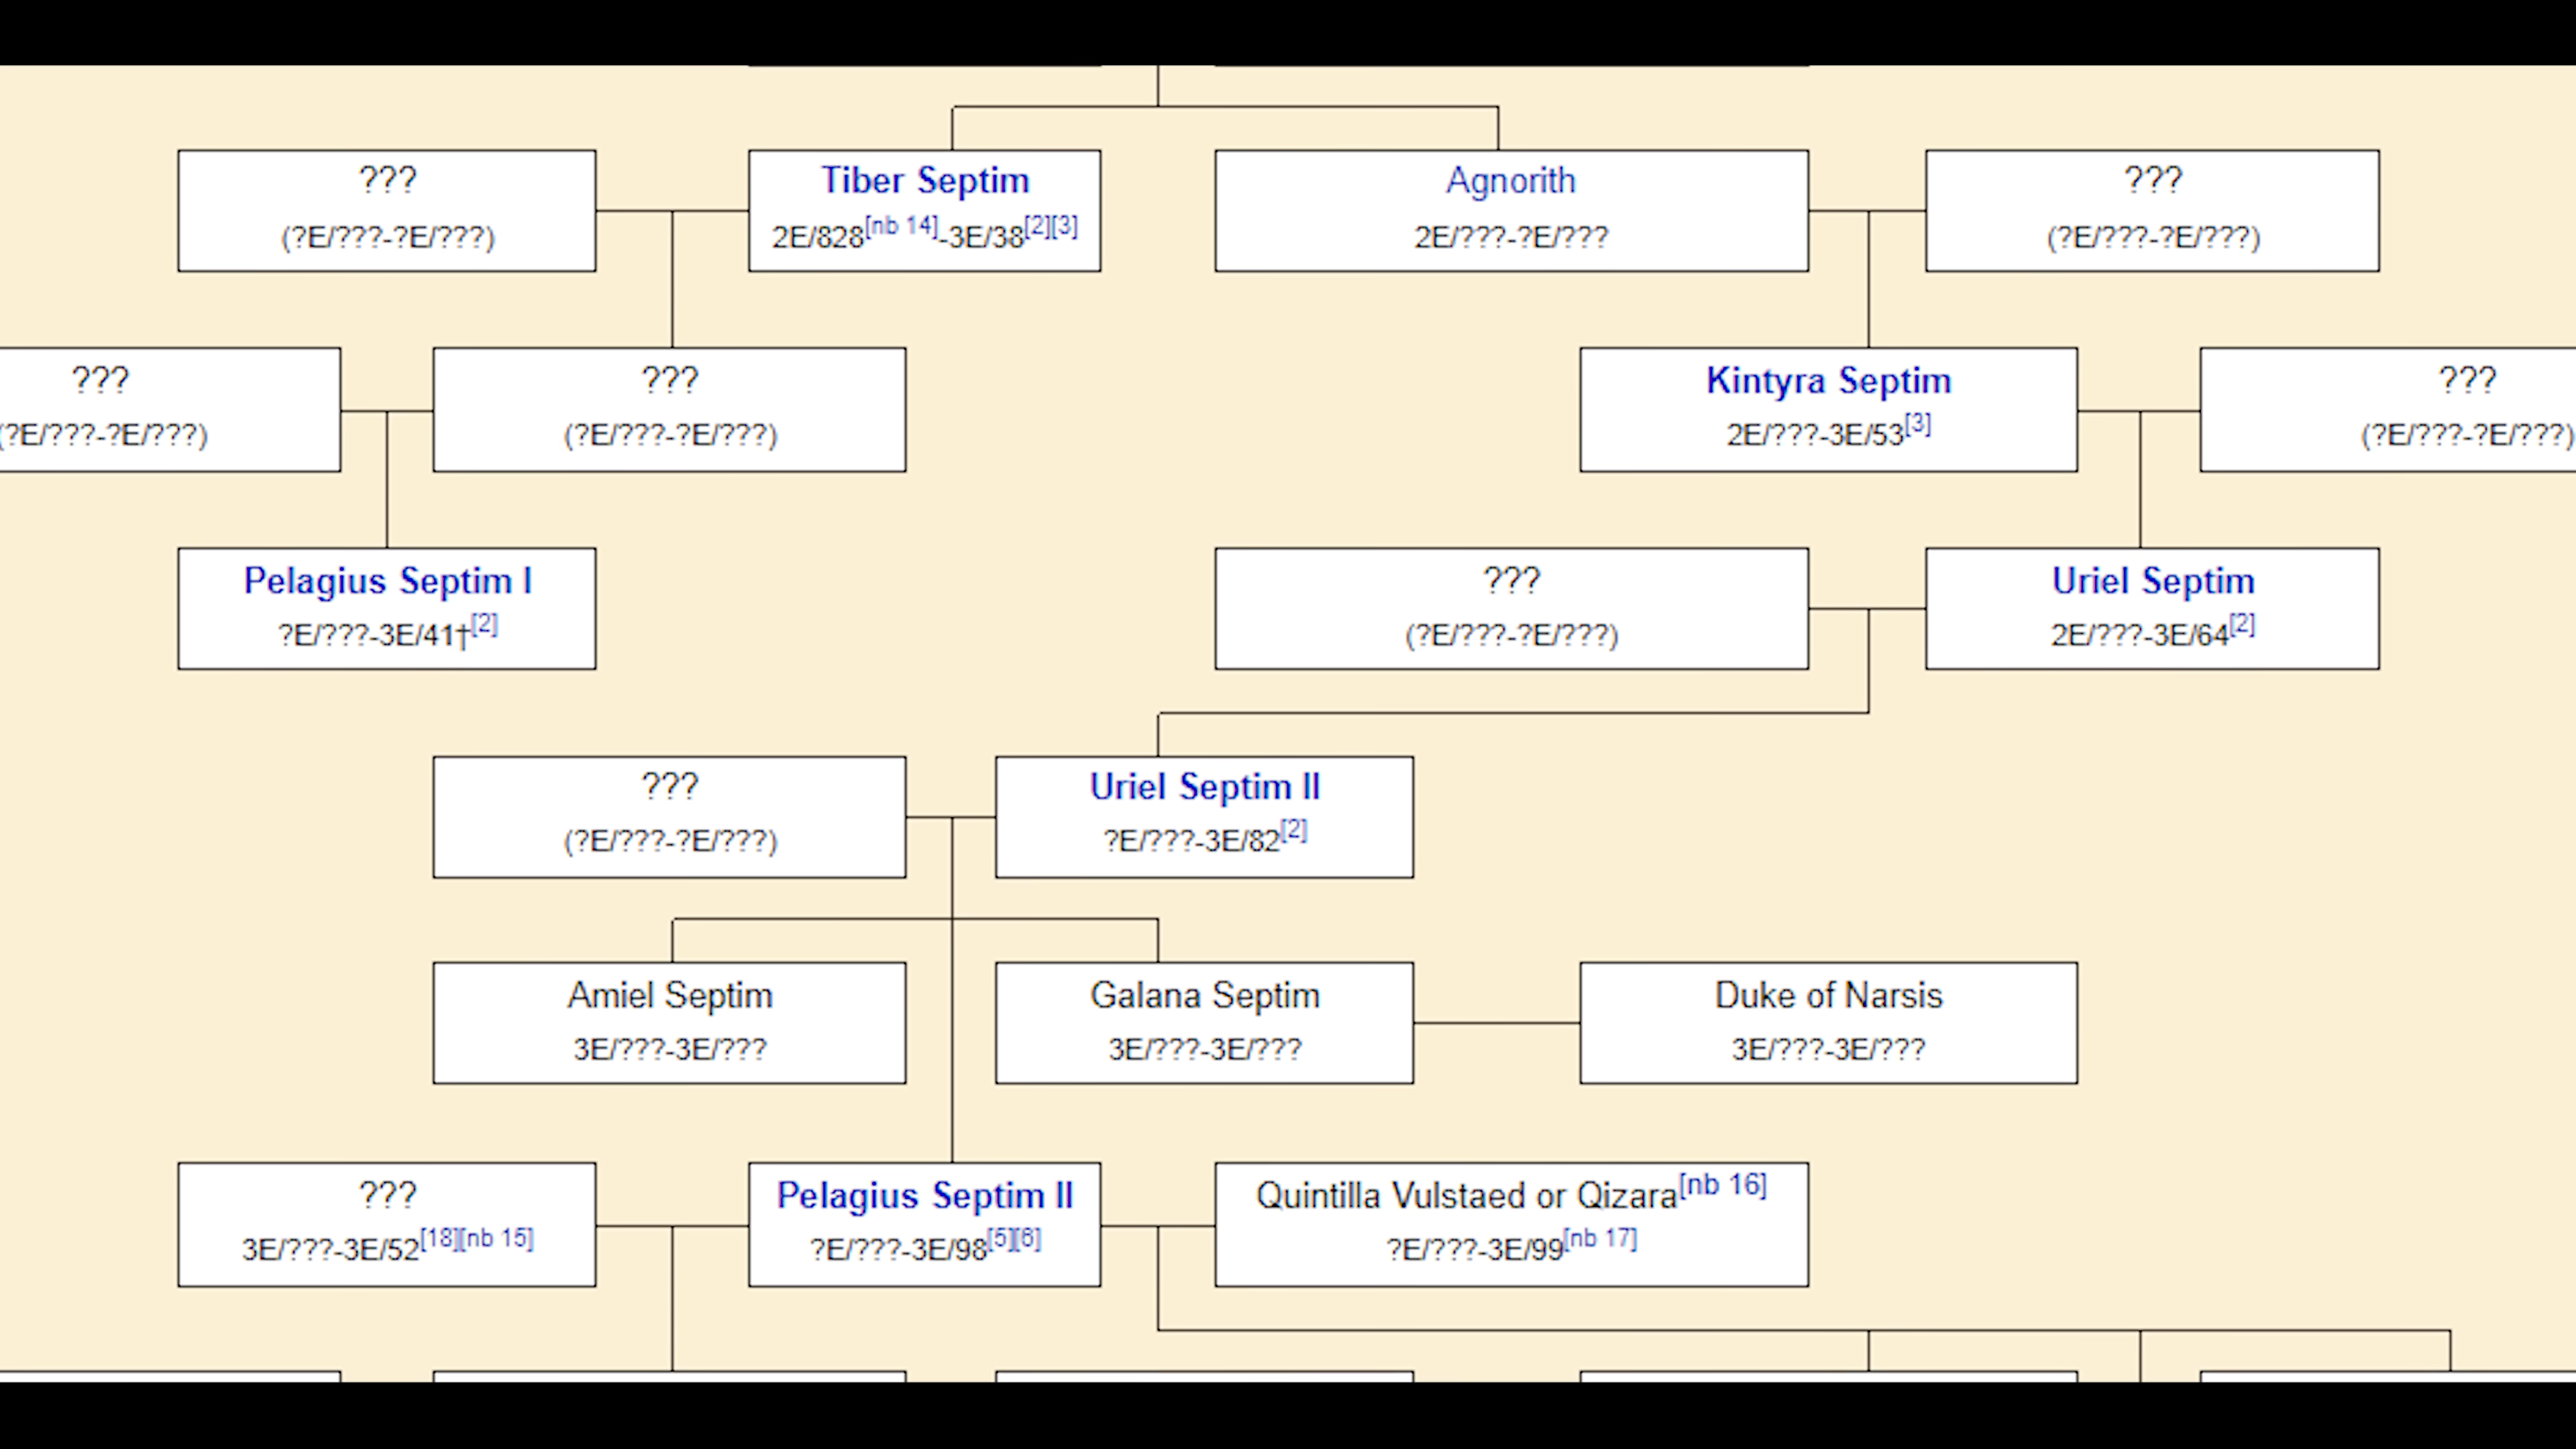 ???
(?E/???-?E/???)
Tiber Septim
2E/828[nb 14]-3E/38[2][3]
Agnorith
2E/???-?E/???
???
(?E/???-?E/???)
???
(?E/???-?E/???)
???
(?E/???-?E/???)
Kintyra Septim
2E/???-3E/53[3]
???
(?E/???-?E/???)
Pelagius Septim I
?E/???-3E/41†[2]
???
(?E/???-?E/???)
Uriel Septim
2E/???-3E/64[2]
???
(?E/???-?E/???)
Uriel Septim II
?E/???-3E/82[2]
Amiel Septim
3E/???-3E/???
Galana Septim
3E/???-3E/???
Duke of Narsis
3E/???-3E/???
???
3E/???-3E/52[18][nb 15]
Pelagius Septim II
?E/???-3E/98[5][6]
Quintilla Vulstaed or Qizara[nb 16]
?E/???-3E/99[nb 17]